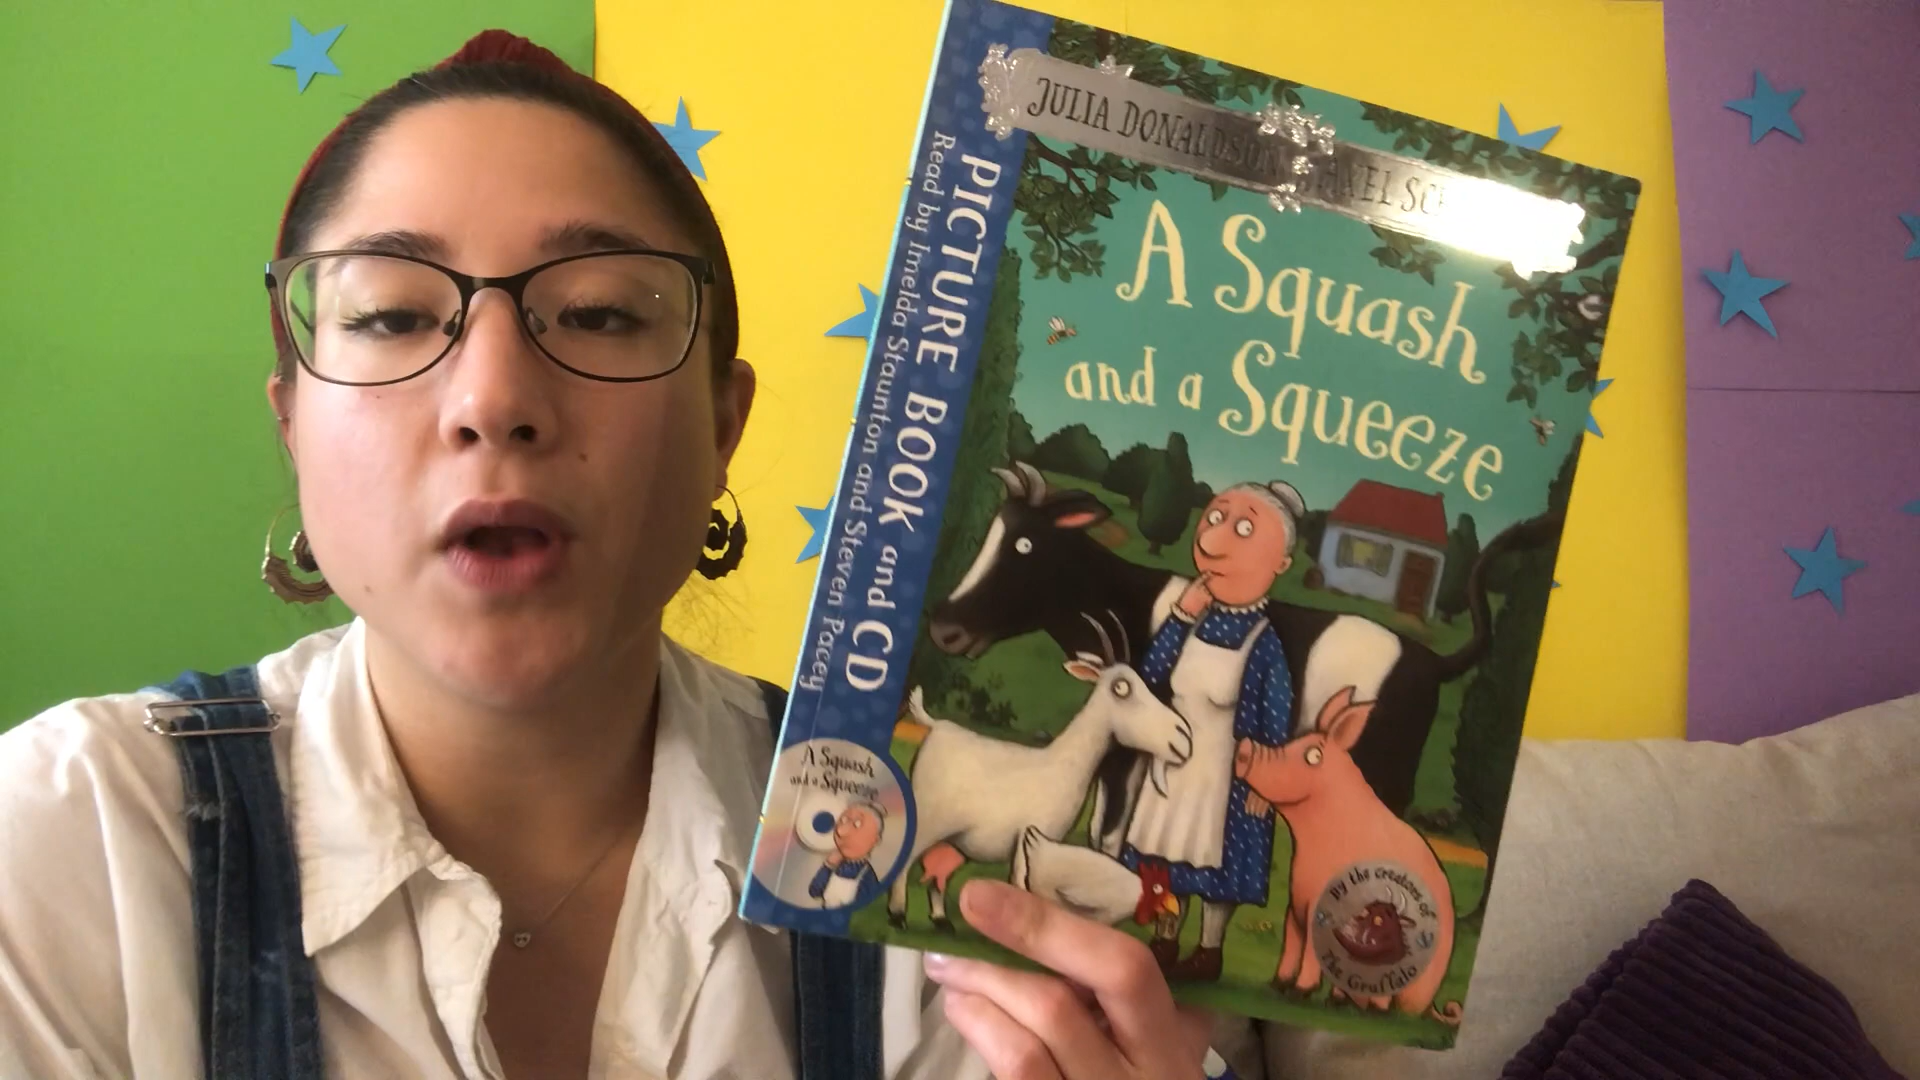 JULIA DONALDSON AXEL
A Squash
and a Squeeze
PICTURE BOOK and CD
Read by Imelda Staunton and Steven Pacey
A Squash
and a Squeeze
By the creators of
The Gruffalo